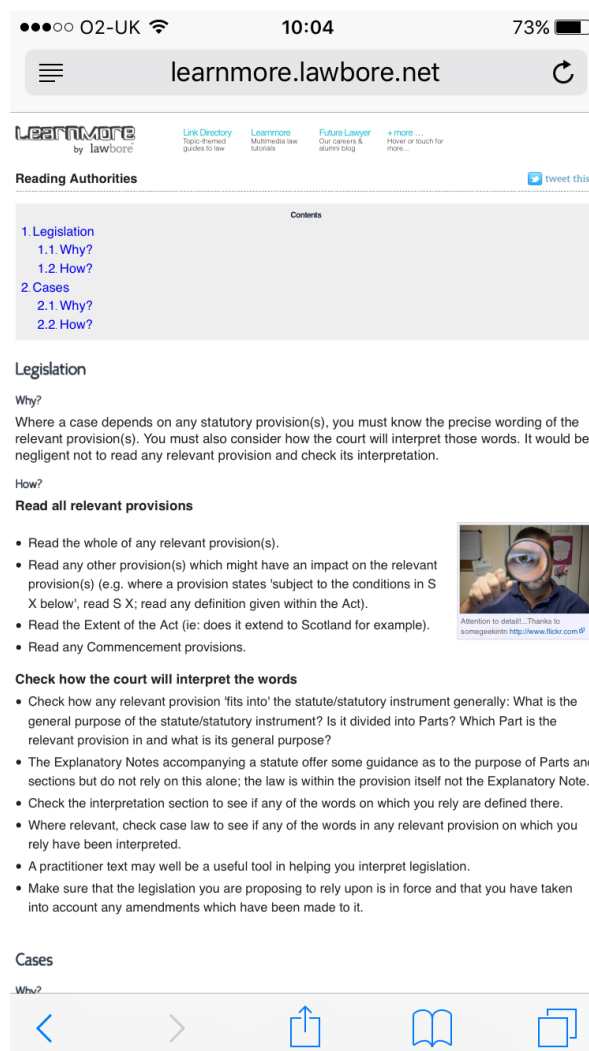 O2-UK 10:04 73%
learnmore.lawbore.net
LEARNMORE
by lawbore
Link Directory
Topic-themed
guides to law
Learnmore
Multimedia law
tutorials
Future Lawyer
Our careers &
alumni blog
+ more ...
Hover or touch for
more...
Reading Authorities
tweet this
Contents
1. Legislation
1.1. Why?
1.2. How?
2. Cases
2.1. Why?
2.2. How?
Legislation
Why?
Where a case depends on any statutory provision(s), you must know the precise wording of the
relevant provision(s). You must also consider how the court will interpret those words. It would be
negligent not to read any relevant provision and check its interpretation.
How?
Read all relevant provisions
• Read the whole of any relevant provision(s).
• Read any other provision(s) which might have an impact on the relevant
provision(s) (e.g. where a provision states 'subject to the conditions in S
X below', read S X; read any definition given within the Act).
• Read the Extent of the Act (ie: does it extend to Scotland for example).
• Read any Commencement provisions.
Attention to detail!...Thanks to
somegeekintn http://www.flickr.com
Check how the court will interpret the words
• Check how any relevant provision 'fits into' the statute/statutory instrument generally: What is the
general purpose of the statute/statutory instrument? Is it divided into Parts? Which Part is the
relevant provision in and what is its general purpose?
• The Explanatory Notes accompanying a statute offer some guidance as to the purpose of Parts and
sections but do not rely on this alone; the law is within the provision itself not the Explanatory Note.
• Check the interpretation section to see if any of the words on which you rely are defined there.
• Where relevant, check case law to see if any of the words in any relevant provision on which you
rely have been interpreted.
• A practitioner text may well be a useful tool in helping you interpret legislation.
• Make sure that the legislation you are proposing to rely upon is in force and that you have taken
into account any amendments which have been made to it.
Cases
Why?